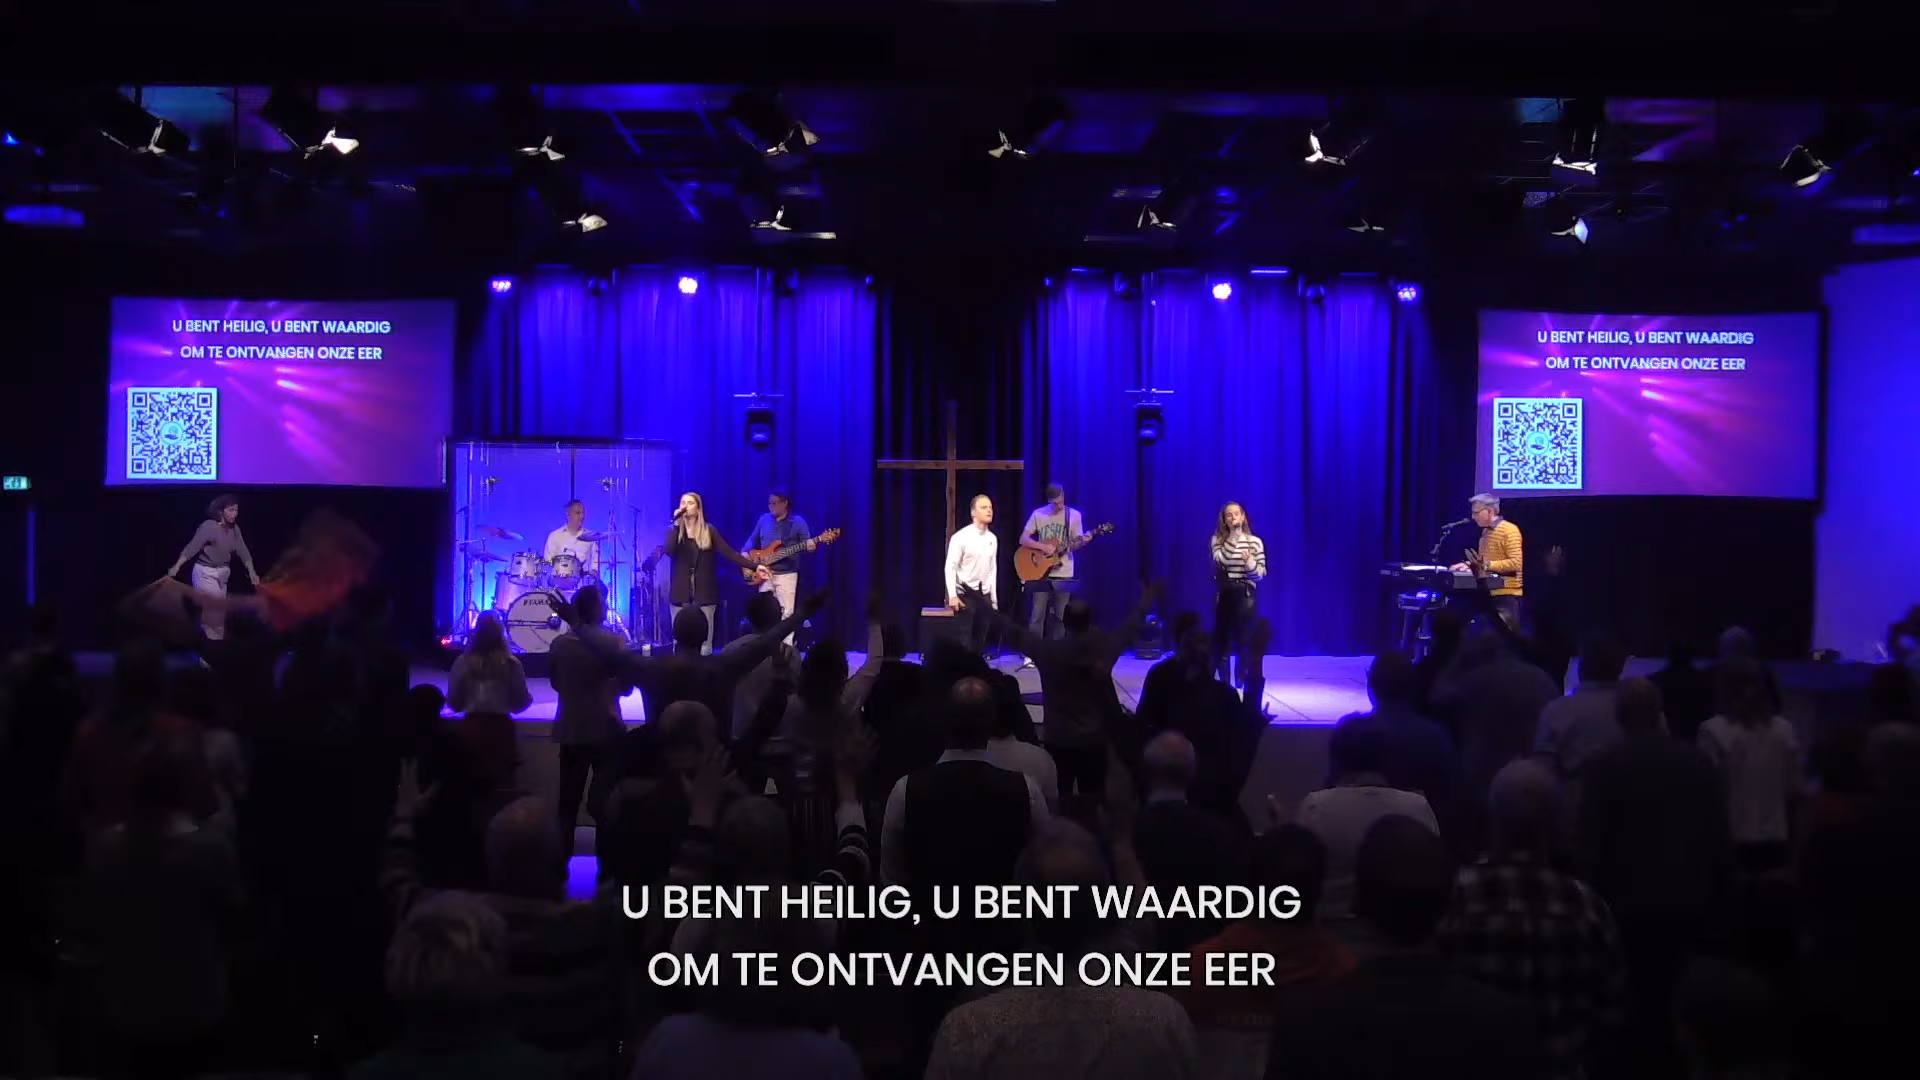 U BENT HEILIG, U BENT WAARDIG
OM TE ONTVANGEN ONZE EER
U BENT HEILIG, U BENT WAARDIG
OM TE ONTVANGEN ONZE EER
TAMA
U BENT HEILIG, U BENT WAARDIG
OM TE ONTVANGEN ONZE EER